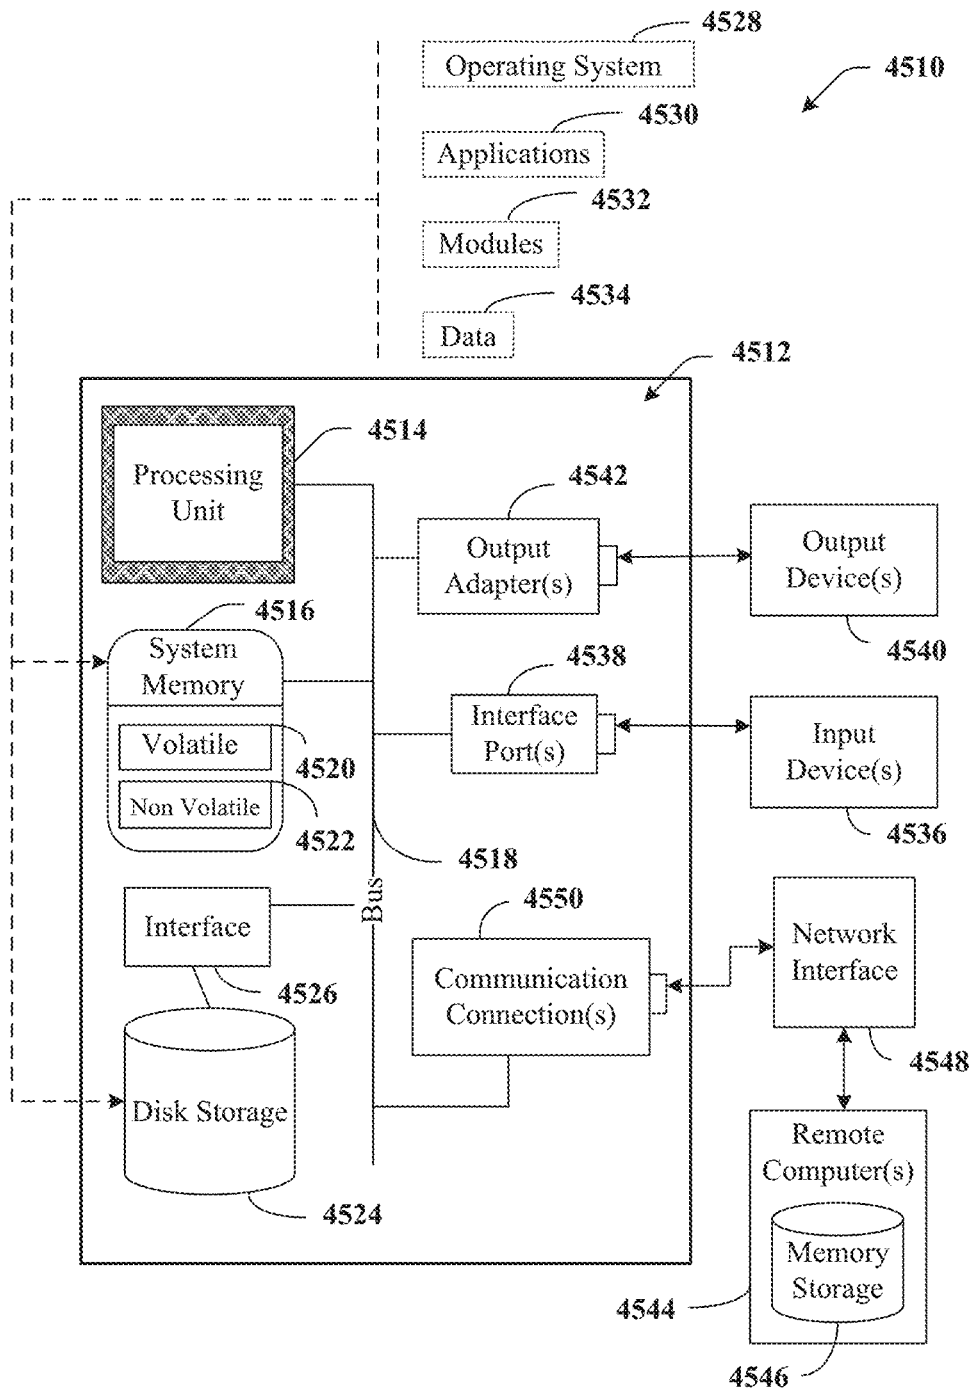 4528
Operating System
4510
4530
Applications
4532
Modules
4534
Data
4512
4514
Processing
Unit
4542
Output
Adapter(s)
Output
Device(s)
4540
4516
System
Memory
Volatile
4520
Non Volatile
4522
4538
Interface
Port(s)
Input
Device(s)
4536
4518
Bus
Interface
4526
4550
Communication
Connection(s)
Network
Interface
4548
Disk Storage
4524
Remote
Computer(s)
Memory
Storage
4544
4546